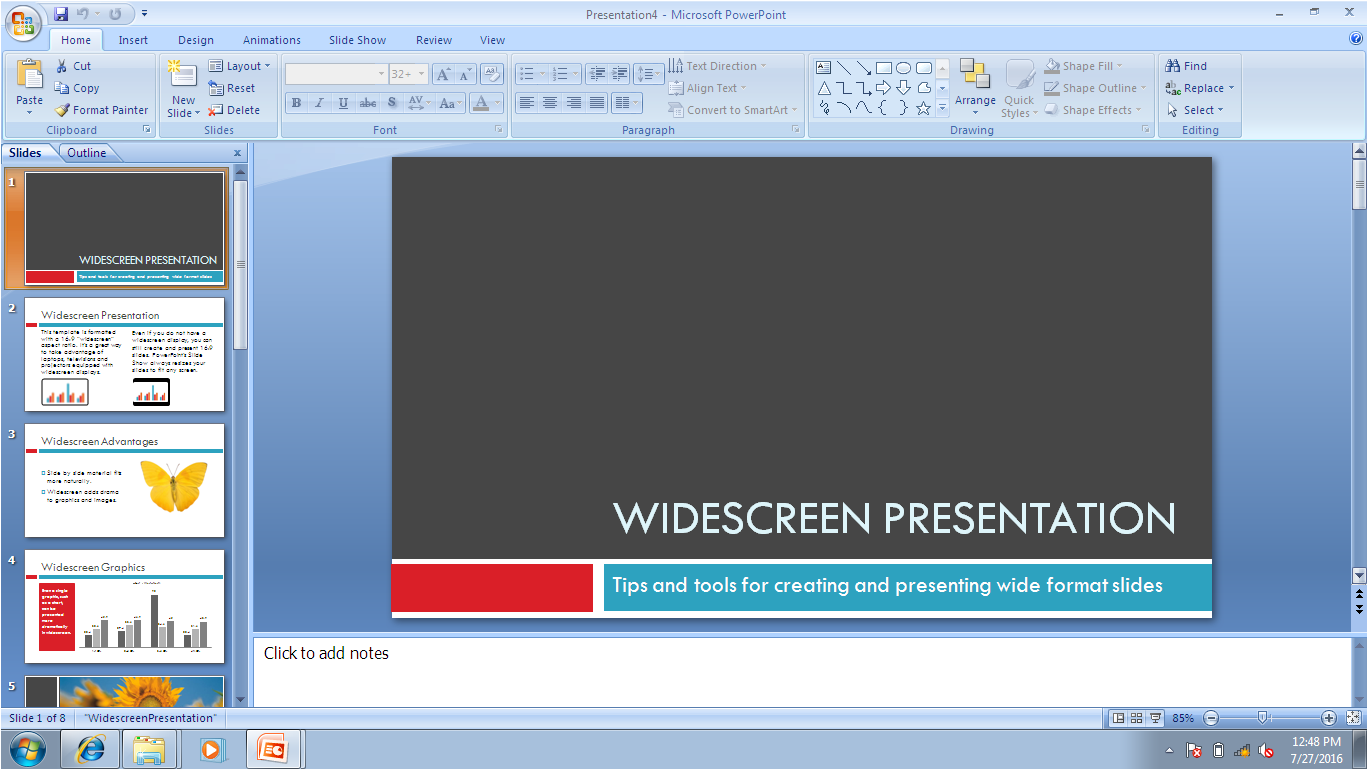 Presentation4 - Microsoft PowerPoint
Home Insert Design Animations Slide Show Review View
Paste
Cut
Copy
Format Painter
Clipboard
New
Slide
Layout
Reset
Delete
Slides
32+
B I U abc S AV Aa A
Font
Text Direction
Align Text
Convert to SmartArt
Paragraph
Arrange
Quick
Styles
Shape Fill
Shape Outline
Shape Effects
Drawing
Find
Replace
Select
Editing
Slides Outline
1
WIDESCREEN PRESENTATION
Tips and tools for creating and presenting wide format slides
2
Widescreen Presentation
This template is formatted
with a 16:9 "widescreen"
aspect ratio. It's a great way
to take advantage of
laptops, televisions and
projectors equipped with
widescreen displays.
Even if you do not have a
widescreen display, you can
still create and present 16:9
slides. PowerPoint's Slide
Show always resizes your
slides to fit any screen.
3
Widescreen Advantages
Side by side material fits
more naturally.
Widescreen adds drama
to graphics and images.
4
Widescreen Graphics
Even a single
graphic, such
as a chart,
can be
presented
more
dramatically
in widescreen.
5
WIDESCREEN PRESENTATION
Tips and tools for creating and presenting wide format slides
Click to add notes
Slide 1 of 8 "WidescreenPresentation" 85%
12:48 PM
7/27/2016